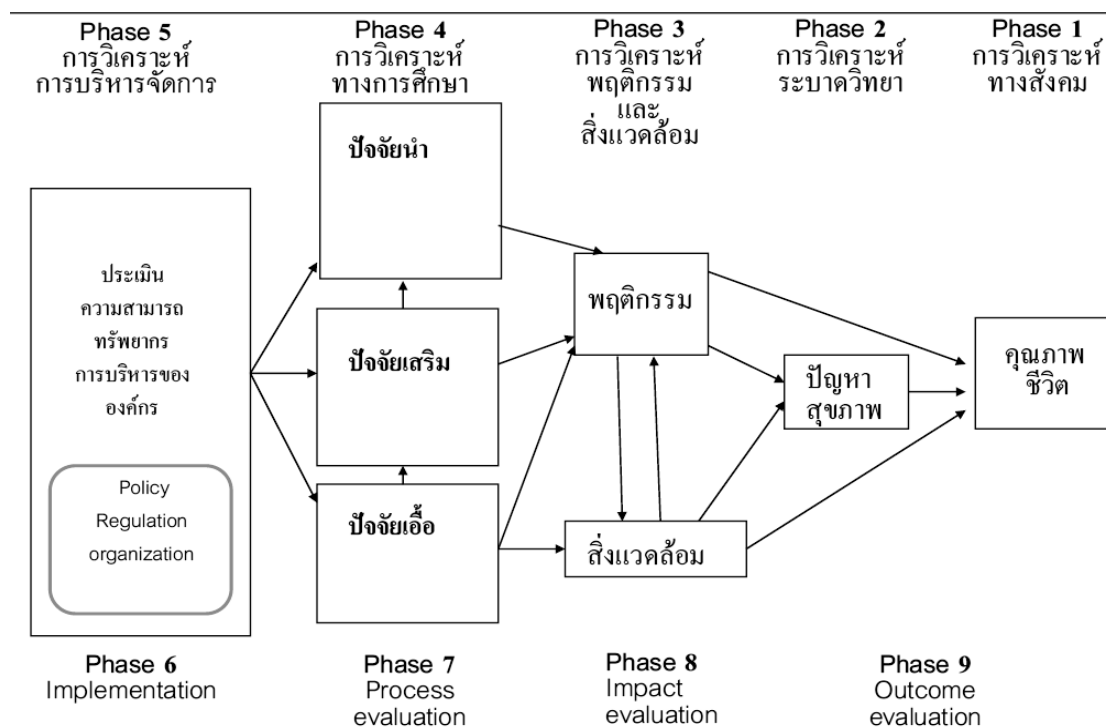 Phase 5
การวิเคราะห์
การบริหารจัดการ
Phase 4
การวิเคราะห์
ทางการศึกษา
Phase 3
การวิเคราะห์
พฤติกรรม
และ
สิ่งแวดล้อม
Phase 2
การวิเคราะห์
ระบาดวิทยา
Phase 1
การวิเคราะห์
ทางสังคม
ประเมิน
ความสามารถ
ทรัพยากร
การบริหารของ
องค์กร
Policy
Regulation
organization
ปัจจัยนำ
ปัจจัยเสริม
ปัจจัยเอื้อ
พฤติกรรม
สิ่งแวดล้อม
ปัญหา
สุขภาพ
คุณภาพ
ชีวิต
Phase 6
Implementation
Phase 7
Process
evaluation
Phase 8
Impact
evaluation
Phase 9
Outcome
evaluation